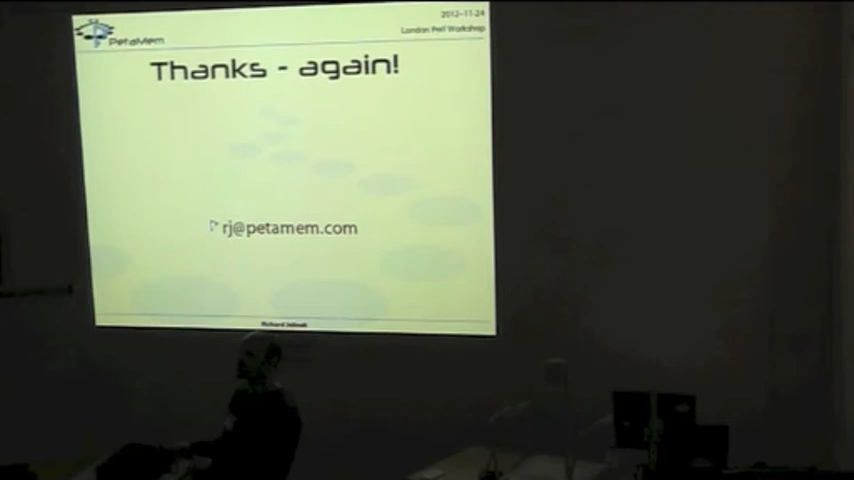 PetaMem
2012-11-24
London Perl Workshop
Thanks - again!
rj@petamem.com
Richard Jelinek